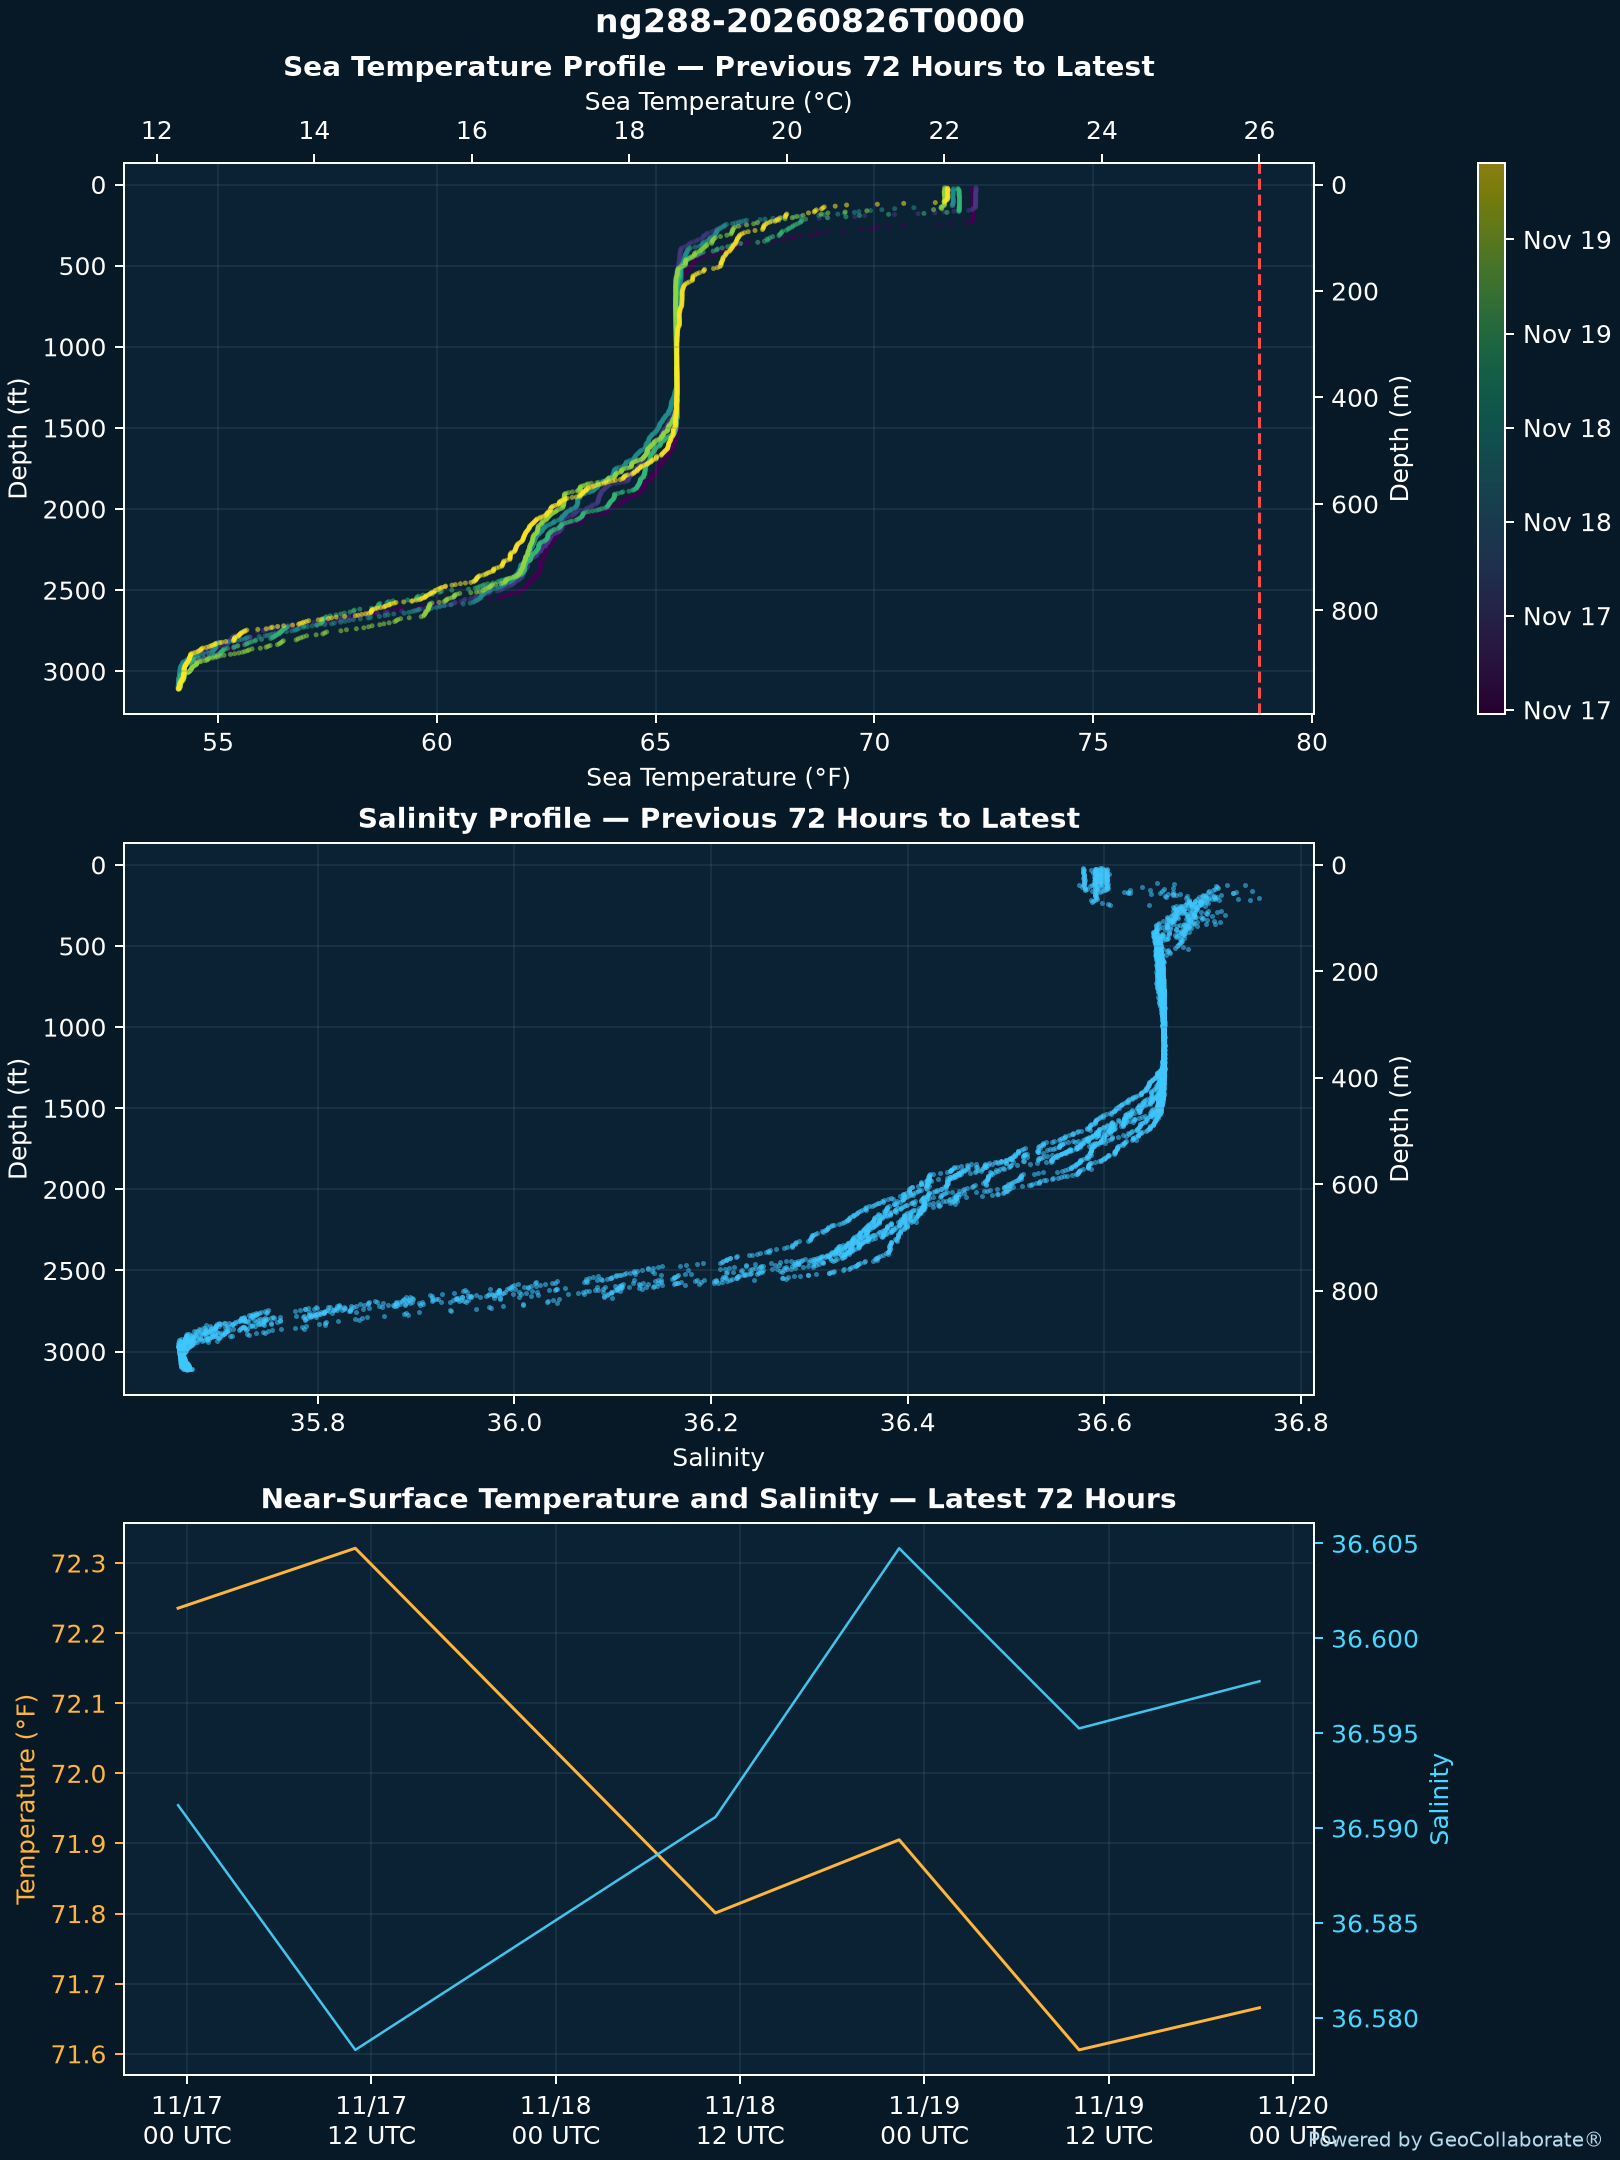 ng288-20260826T0000
Sea Temperature Profile — Previous 72 Hours to Latest
Sea Temperature (°C)
12 14 16 18 20 22 24 26
0
500
1000
1500
2000
2500
3000
Depth (ft)
0
200
400
600
800
Depth (m)
Nov 19
Nov 19
Nov 18
Nov 18
Nov 17
Nov 17
55 60 65 70 75 80
Sea Temperature (°F)
Salinity Profile — Previous 72 Hours to Latest
0
500
1000
1500
2000
2500
3000
Depth (ft)
0
200
400
600
800
Depth (m)
35.8 36.0 36.2 36.4 36.6 36.8
Salinity
Near-Surface Temperature and Salinity — Latest 72 Hours
72.3
72.2
72.1
72.0
71.9
71.8
71.7
71.6
Temperature (°F)
36.605
36.600
36.595
36.590
36.585
36.580
Salinity
11/17 11/17 11/18 11/18 11/19 11/19 11/20
00 UTC 12 UTC 00 UTC 12 UTC 00 UTC 12 UTC 00 UTC
Powered by GeoCollaborate®